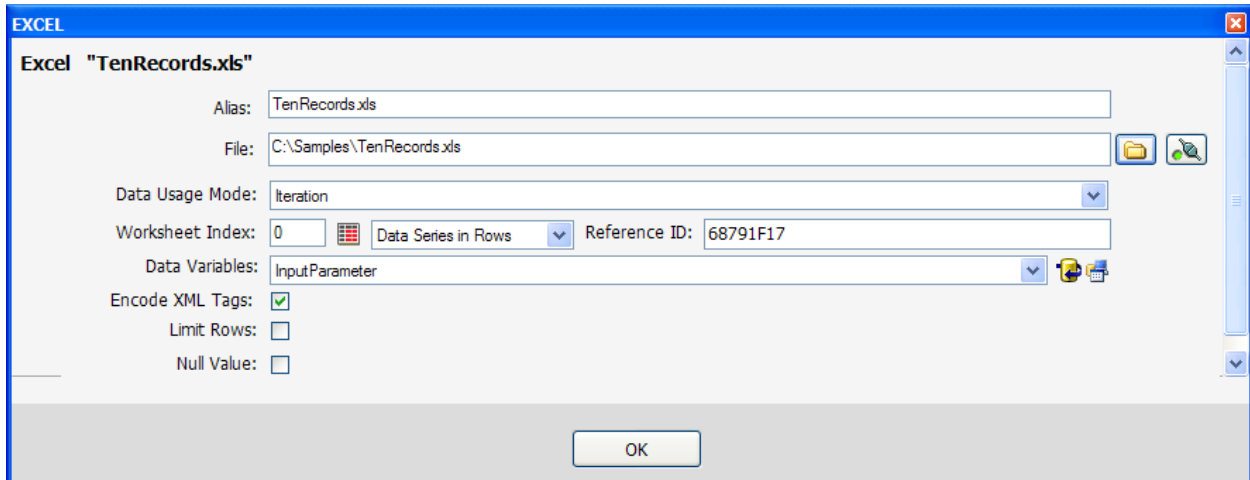 EXCEL
Excel "TenRecords.xls"
Alias: TenRecords.xls
File: C:\Samples\TenRecords.xls
Data Usage Mode: Iteration
Worksheet Index: 0 Data Series in Rows Reference ID: 68791F17
Data Variables: InputParameter
Encode XML Tags:
Limit Rows:
Null Value:
OK